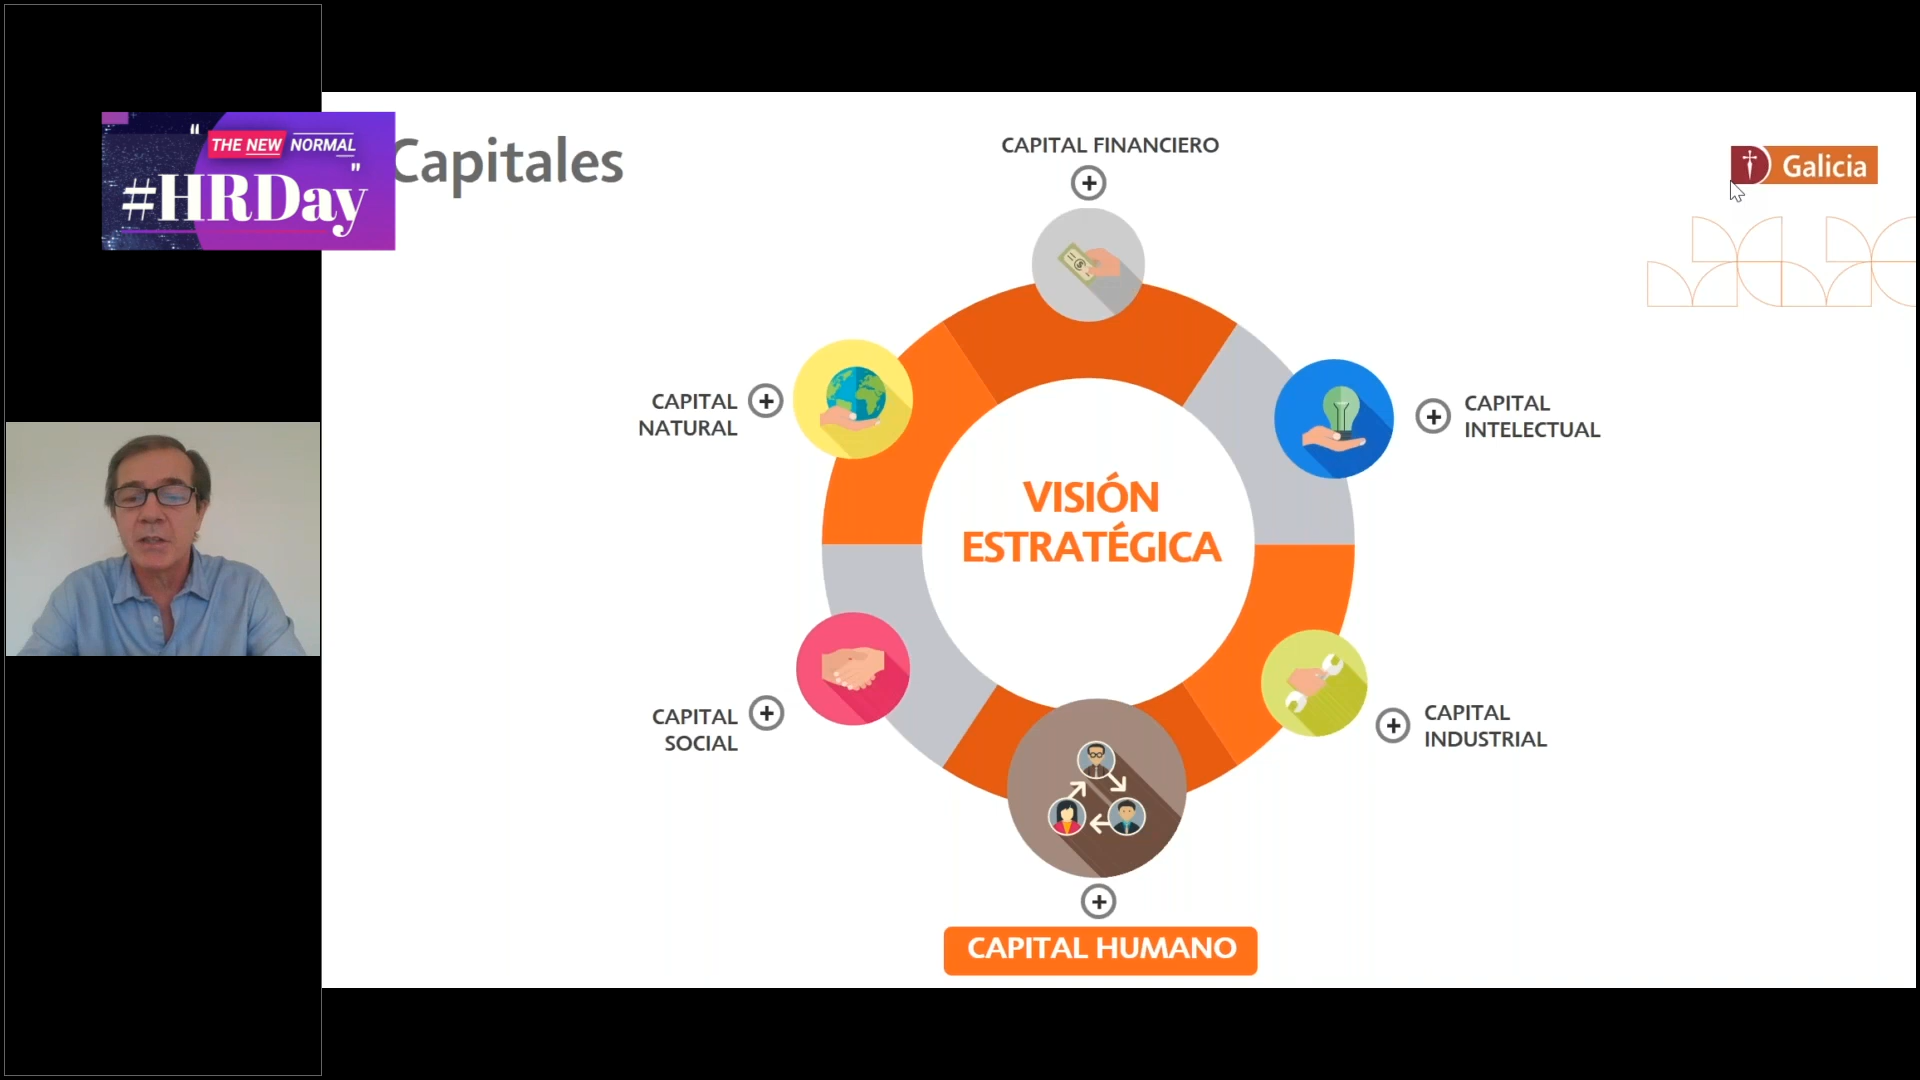 "THE NEW NORMAL"
#HRDay
Capitales
Galicia
CAPITAL FINANCIERO
CAPITAL
NATURAL
CAPITAL
INTELECTUAL
VISIÓN
ESTRATÉGICA
CAPITAL
SOCIAL
CAPITAL
INDUSTRIAL
CAPITAL HUMANO